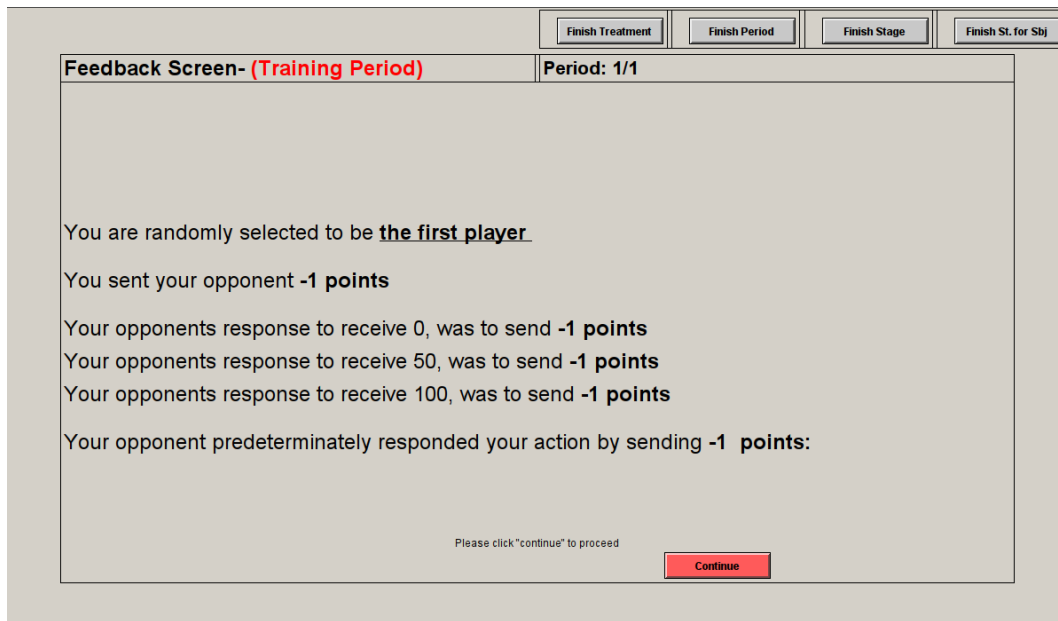 Finish Treatment
Finish Period
Finish Stage
Finish St. for Sbj
Feedback Screen- (Training Period)
Period: 1/1
You are randomly selected to be the first player
You sent your opponent -1 points
Your opponents response to receive 0, was to send -1 points
Your opponents response to receive 50, was to send -1 points
Your opponents response to receive 100, was to send -1 points
Your opponent predeterminately responded your action by sending -1 points:
Please click "continue" to proceed
Continue